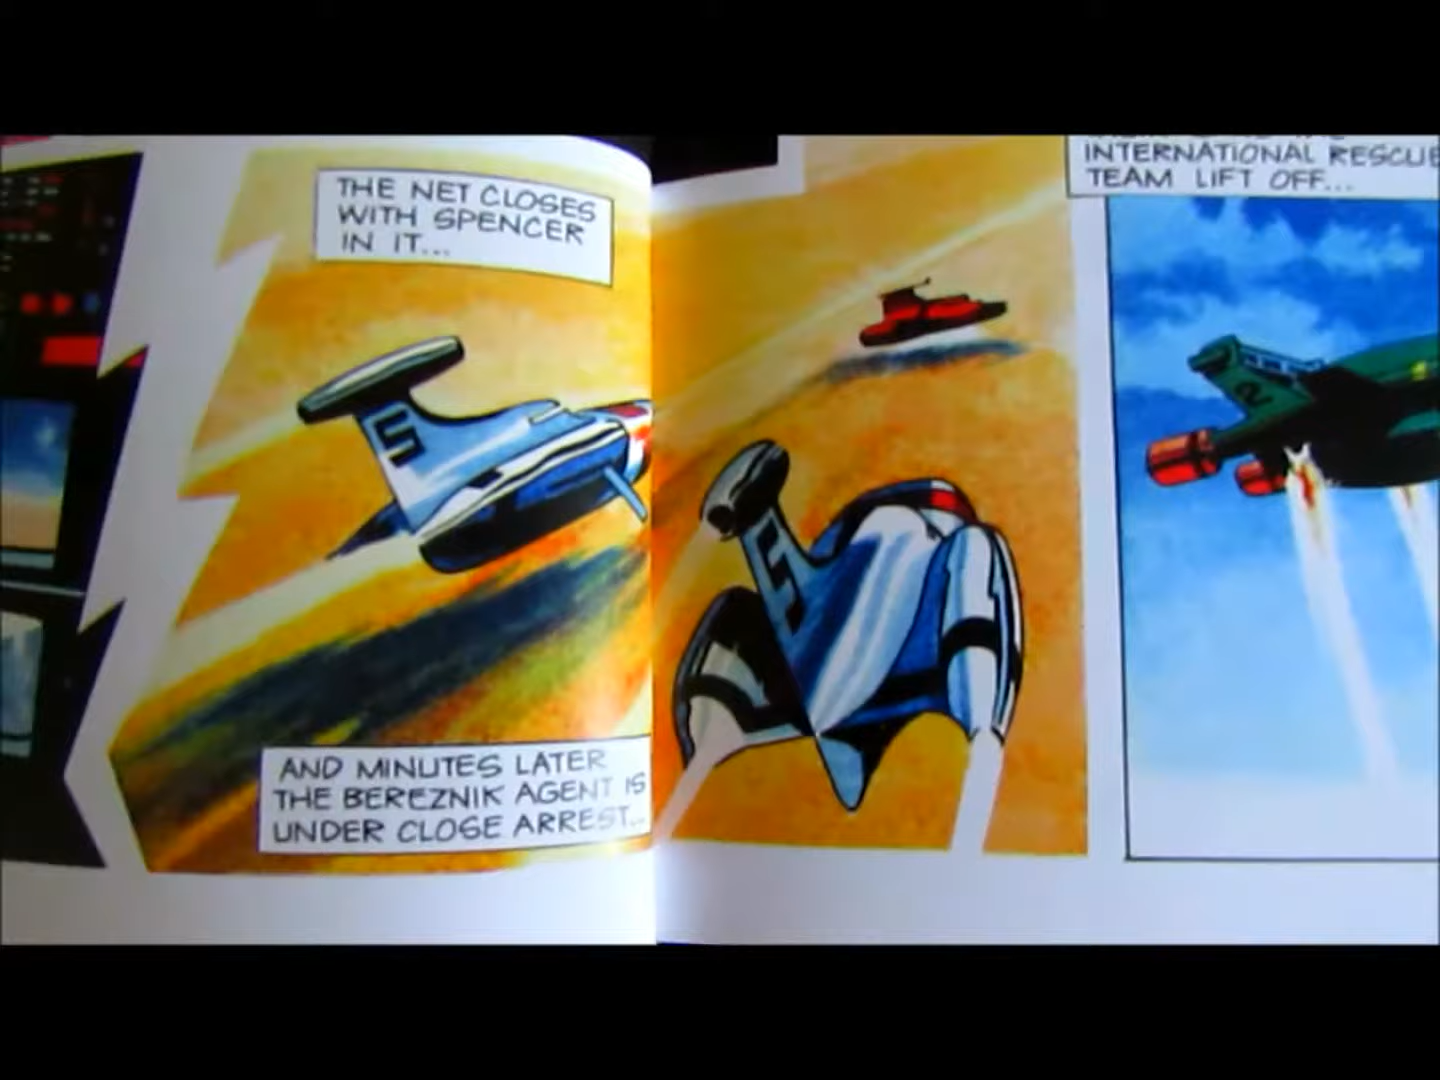 THE NET CLOSES
WITH SPENCER
IN IT...
AND MINUTES LATER
THE BEREZNIK AGENT IS
UNDER CLOSE ARREST...
INTERNATIONAL RESCUE
TEAM LIFT OFF...
S
S
2